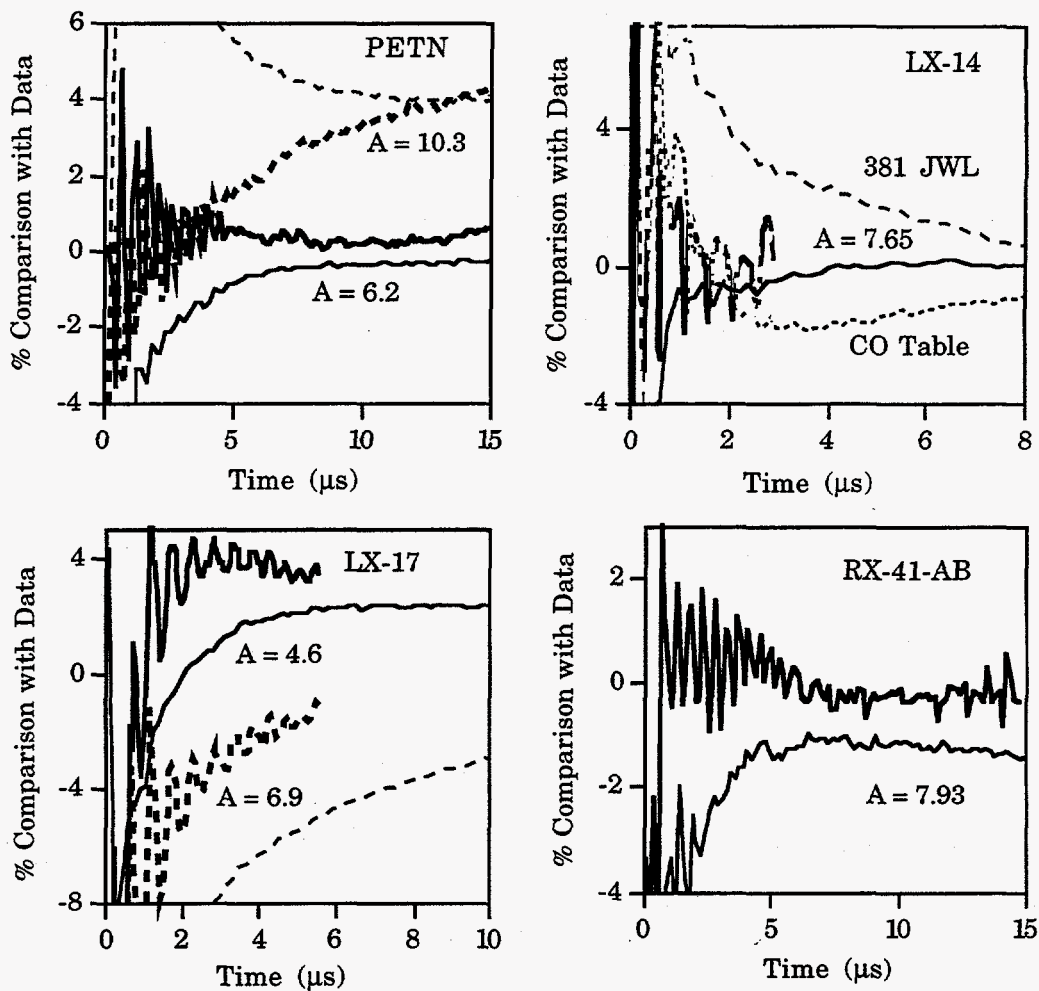 PETN
% Comparison with Data
6
4
2
0
-2
-4
A = 10.3
A = 6.2
0
5
10
15
Time (μs)
LX-14
% Comparison with Data
4
0
-4
381 JWL
A = 7.65
CO Table
0
2
4
6
8
Time (μs)
LX-17
% Comparison with Data
4
0
-4
-8
A = 4.6
A = 6.9
0
2
4
6
8
10
Time (μs)
RX-41-AB
% Comparison with Data
2
0
-2
-4
A = 7.93
0
5
10
15
Time (μs)